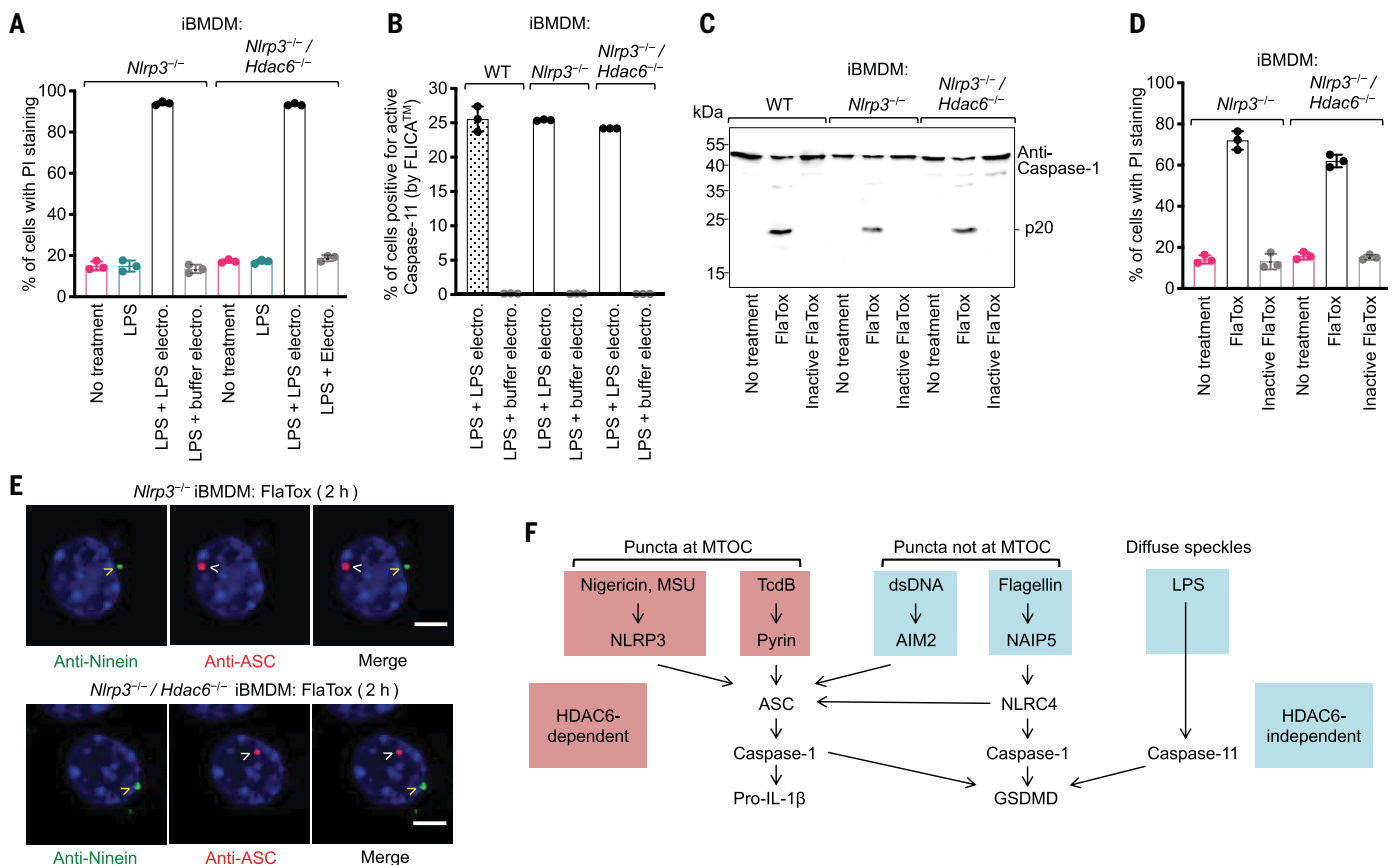 A
iBMDM:
Nlrp3–/–
Nlrp3–/– /
Hdac6–/–
% of cells with PI staining
100
80
60
40
20
0
No treatment
LPS
LPS + LPS electro.
LPS + buffer electro.
No treatment
LPS
LPS + LPS electro.
LPS + Electro.
B
iBMDM:
WT
Nlrp3–/–
Nlrp3–/– /
Hdac6–/–
% of cells positive for active
Caspase-11 (by FLICA™)
30
25
20
15
10
5
0
LPS + LPS electro.
LPS + buffer electro.
LPS + LPS electro.
LPS + buffer electro.
LPS + LPS electro.
LPS + buffer electro.
C
iBMDM:
WT
Nlrp3–/–
Nlrp3–/– /
Hdac6–/–
kDa
55
40
35
25
15
Anti-
Caspase-1
p20
No treatment
FlaTox
Inactive FlaTox
No treatment
FlaTox
Inactive FlaTox
No treatment
FlaTox
Inactive FlaTox
D
iBMDM:
Nlrp3–/–
Nlrp3–/– /
Hdac6–/–
% of cells with PI staining
100
80
60
40
20
0
No treatment
FlaTox
Inactive FlaTox
No treatment
FlaTox
Inactive FlaTox
E
Nlrp3–/– iBMDM: FlaTox (2 h)
Anti-Ninein
Anti-ASC
Merge
Nlrp3–/– / Hdac6–/– iBMDM: FlaTox (2 h)
Anti-Ninein
Anti-ASC
Merge
F
Puncta at MTOC
Puncta not at MTOC
Diffuse speckles
Nigericin, MSU
TcdB
dsDNA
Flagellin
LPS
NLRP3
Pyrin
AIM2
NAIP5
HDAC6-
dependent
ASC
NLRC4
HDAC6-
independent
Caspase-1
Caspase-1
Caspase-11
Pro-IL-1β
GSDMD